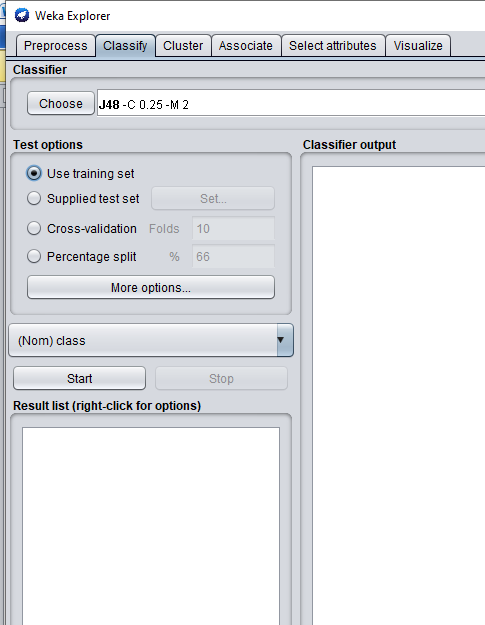 Weka Explorer
Preprocess Classify Cluster Associate Select attributes Visualize
Classifier
Choose J48 -C 0.25 -M 2
Test options
Use training set
Supplied test set Set...
Cross-validation Folds 10
Percentage split % 66
More options...
(Nom) class
Start Stop
Result list (right-click for options)
Classifier output